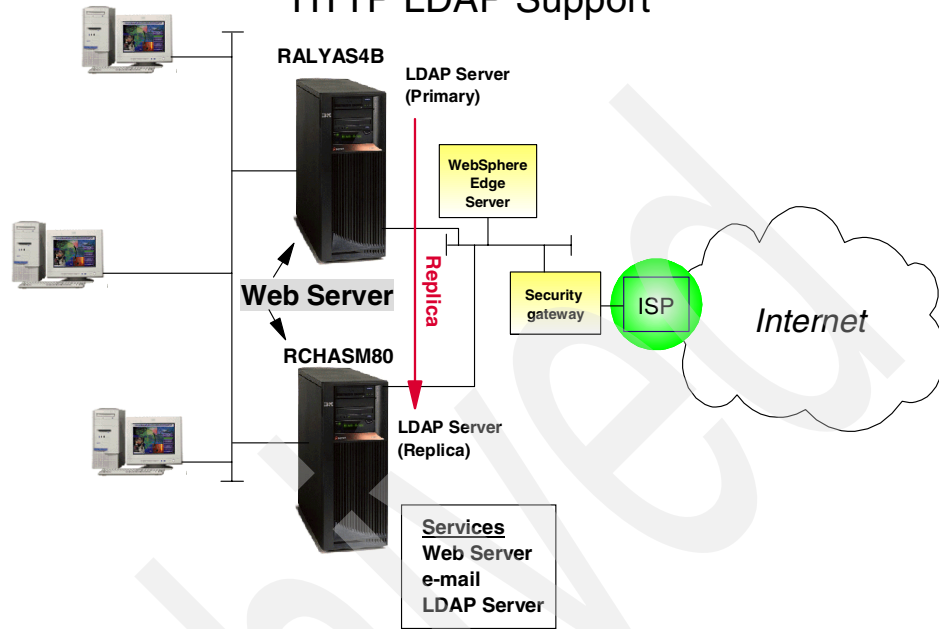 HTTP LDAP Support
RALYAS4B
LDAP Server
(Primary)
WebSphere
Edge
Server
Replica
Web Server
Security
gateway
ISP
Internet
RCHASM80
LDAP Server
(Replica)
Services
Web Server
e-mail
LDAP Server